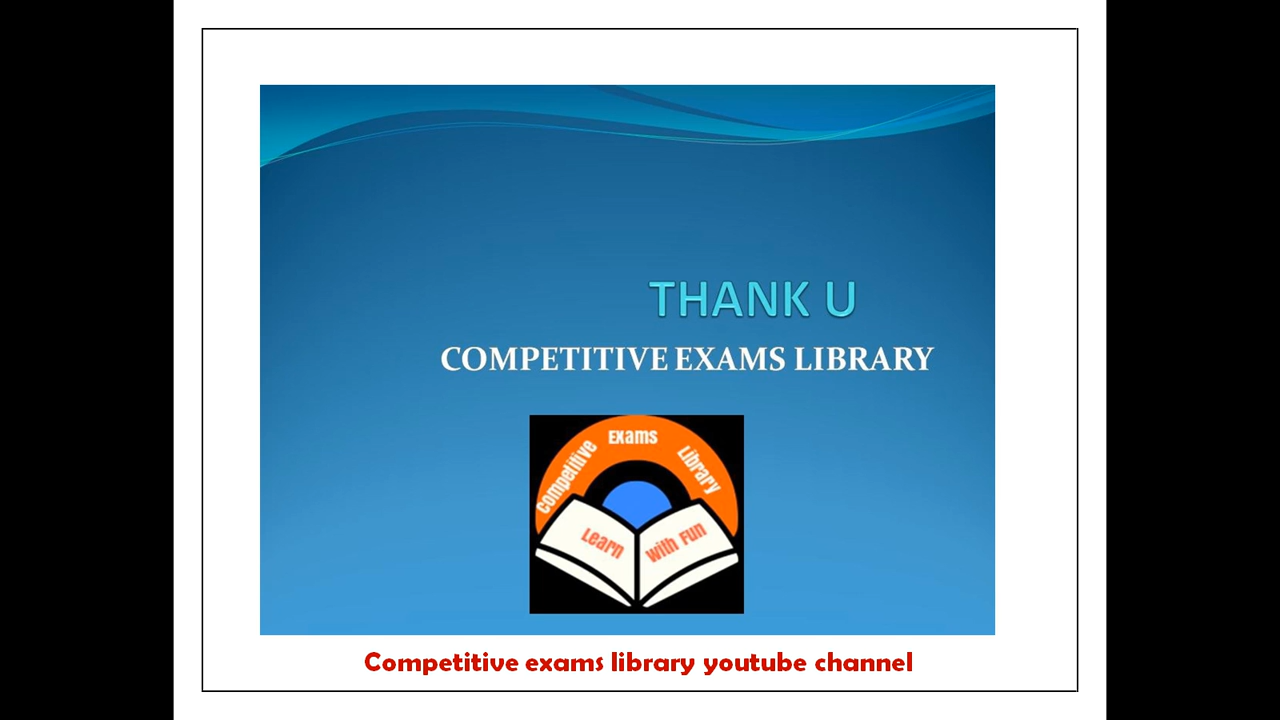 THANK U
COMPETITIVE EXAMS LIBRARY
Competitive Exams Library
Learn with Fun
Competitive exams library youtube channel